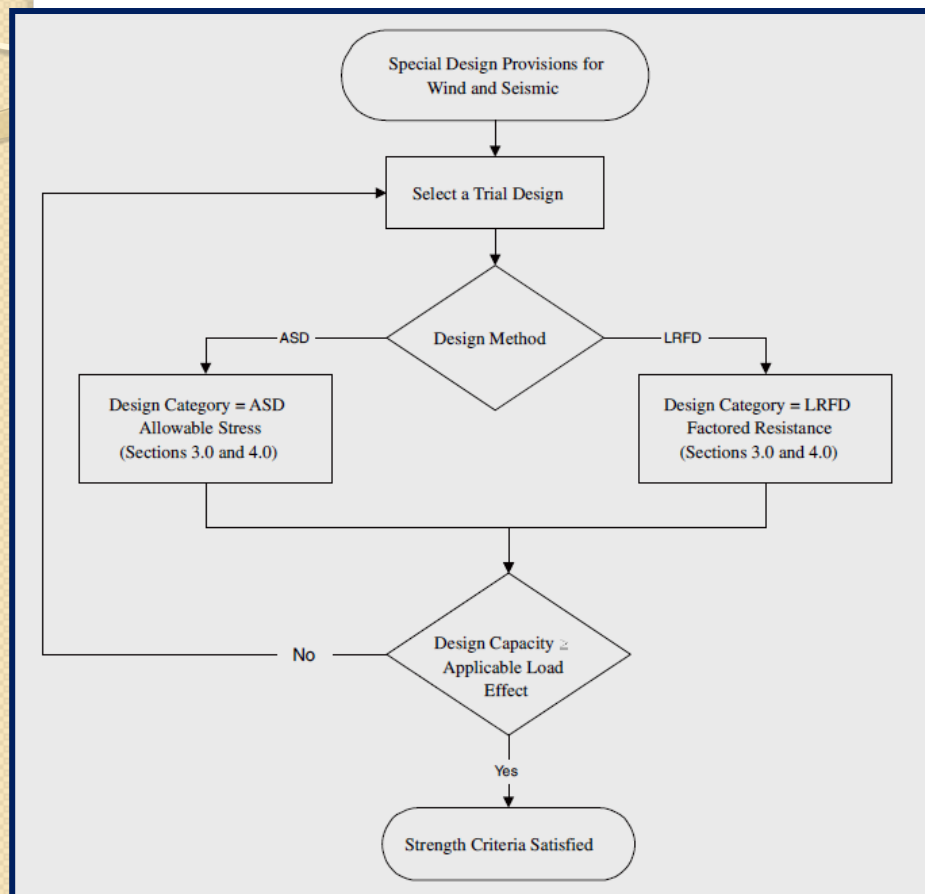 Special Design Provisions for
Wind and Seismic
Select a Trial Design
Design Method
ASD
LRFD
Design Category = ASD
Allowable Stress
(Sections 3.0 and 4.0)
Design Category = LRFD
Factored Resistance
(Sections 3.0 and 4.0)
Design Capacity ≥
Applicable Load
Effect
No
Yes
Strength Criteria Satisfied